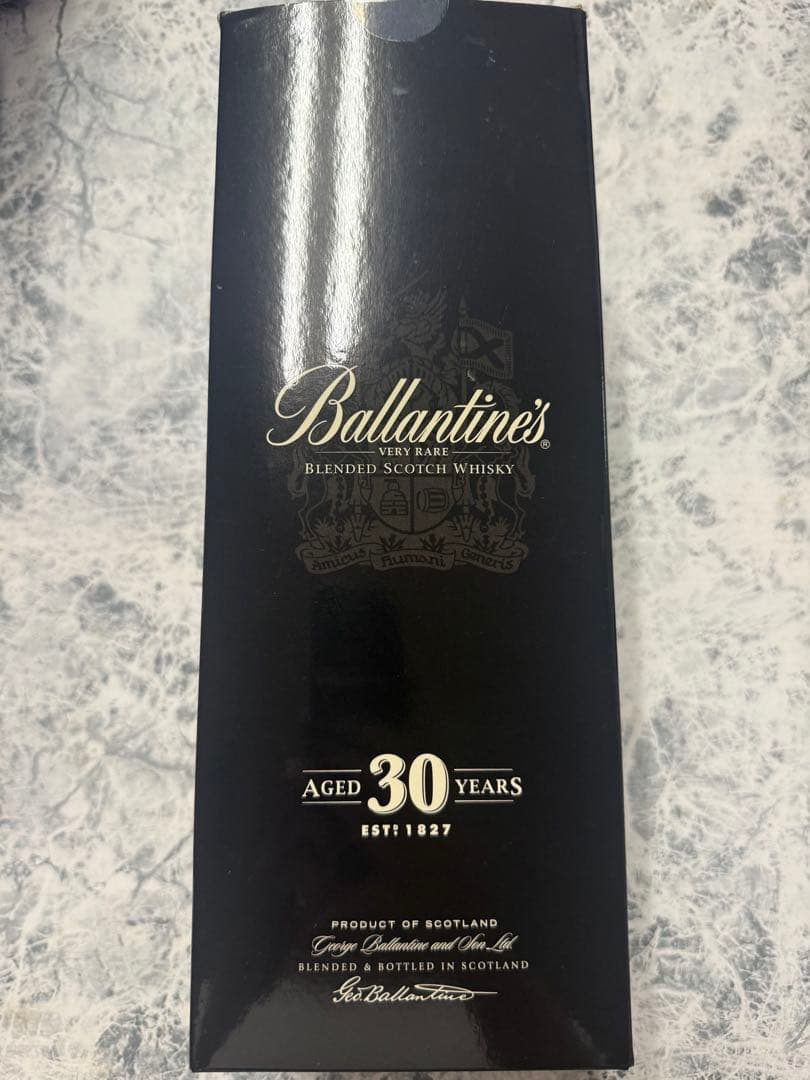 Ballantine's®
VERY RARE
BLENDED SCOTCH WHISKY
Amicus Humani Generis
AGED 30 YEARS
ESTD 1827
PRODUCT OF SCOTLAND
George Ballantine and Son Ltd
BLENDED & BOTTLED IN SCOTLAND
Geo. Ballantine